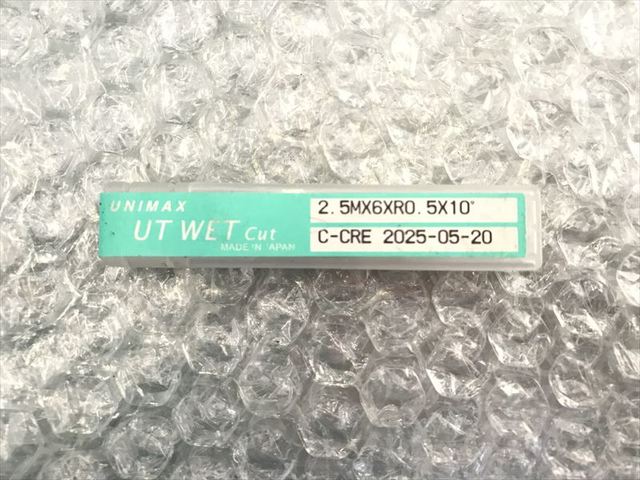 UNIMAX
UT WET Cut
MADE IN JAPAN
2.5MX6XR0.5X10°
C-CRE 2025-05-20